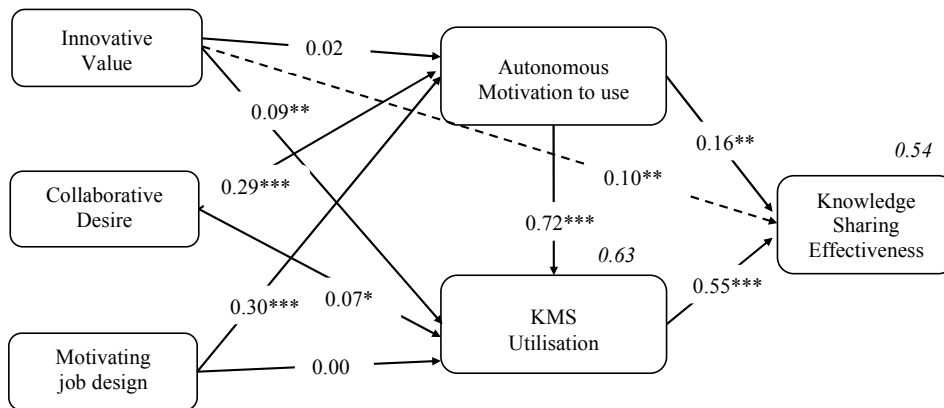 Innovative
Value
0.02
Autonomous
Motivation to use
0.09**
0.16**
0.54
0.10**
0.29***
Collaborative
Desire
Knowledge
Sharing
Effectiveness
0.72***
0.63
0.30***
0.07*
0.55***
KMS
Utilisation
Motivating
job design
0.00